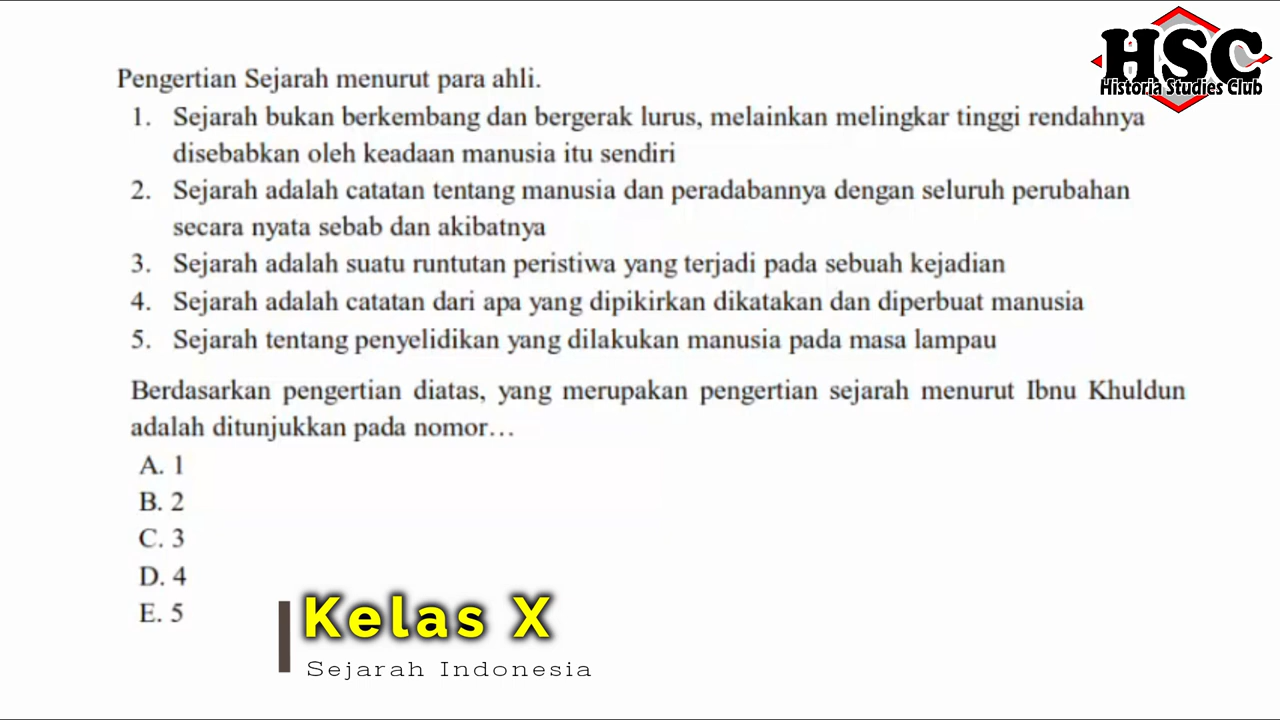 HSC
Historia Studies Club
Pengertian Sejarah menurut para ahli.
1. Sejarah bukan berkembang dan bergerak lurus, melainkan melingkar tinggi rendahnya
disebabkan oleh keadaan manusia itu sendiri
2. Sejarah adalah catatan tentang manusia dan peradabannya dengan seluruh perubahan
secara nyata sebab dan akibatnya
3. Sejarah adalah suatu runtutan peristiwa yang terjadi pada sebuah kejadian
4. Sejarah adalah catatan dari apa yang dipikirkan dikatakan dan diperbuat manusia
5. Sejarah tentang penyelidikan yang dilakukan manusia pada masa lampau
Berdasarkan pengertian diatas, yang merupakan pengertian sejarah menurut Ibnu Khuldun
adalah ditunjukkan pada nomor…
A. 1
B. 2
C. 3
D. 4
E. 5
Kelas X
Sejarah Indonesia